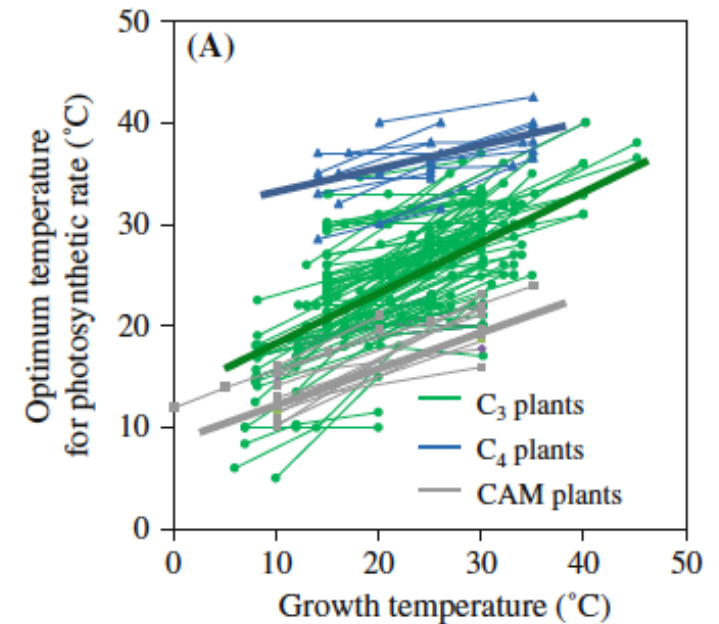 (A)
Optimum temperature
for photosynthetic rate (˚C)
50
40
30
20
10
0
C₃ plants
C₄ plants
CAM plants
0 10 20 30 40 50
Growth temperature (˚C)